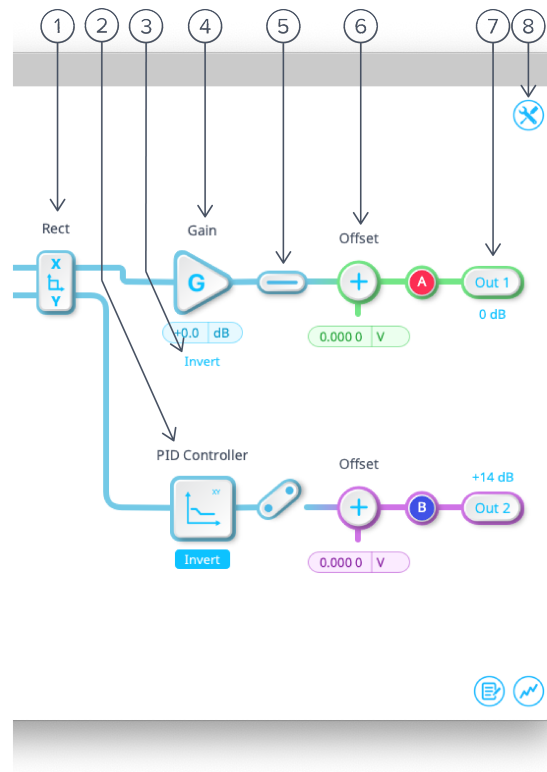 1 2 3 4 5 6 7 8
Rect
Gain
Offset
X
Y
G
A
Out 1
+0.0 dB
0.000 0 V
0 dB
Invert
PID Controller
Offset
+14 dB
XY
B
Out 2
Invert
0.000 0 V